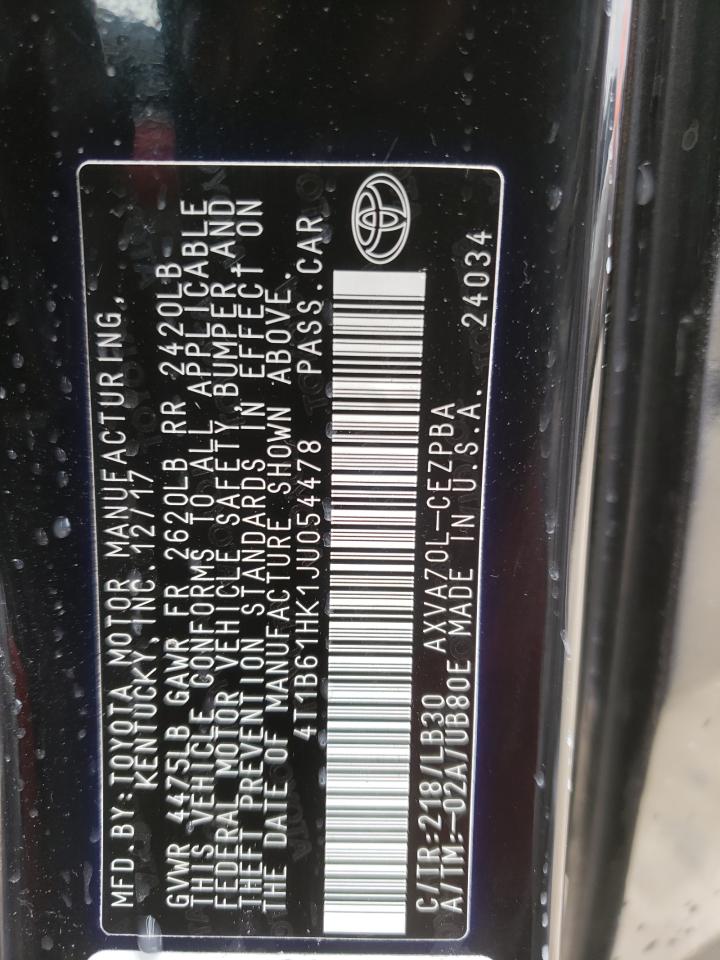 MFD.BY:TOYOTA MOTOR MANUFACTURING,
KENTUCKY, INC. 12/17
GVWR 4475LB GAWR FR 2620LB RR 2420LB
THIS VEHICLE CONFORMS TO ALL APPLICABLE
FEDERAL MOTOR VEHICLE SAFETY, BUMPER, AND
THEFT PREVENTION STANDARDS IN EFFECT ON
THE DATE OF MANUFACTURE SHOWN ABOVE.
4T1B61HK1JU054478 PASS.CAR
C/TR:218/LB30 AXVA70L-CEZPBA
A/TM:-02A/UB80E MADE IN U.S.A. 24034